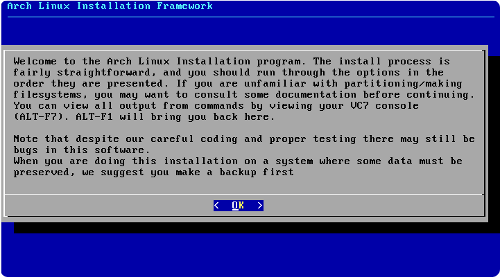 Arch Linux Installation Framework
Welcome to the Arch Linux Installation program. The install process is
fairly straightforward, and you should run through the options in the
order they are presented. If you are unfamiliar with partitioning/making
filesystems, you may want to consult some documentation before continuing.
You can view all output from commands by viewing your VC7 console
(ALT-F7). ALT-F1 will bring you back here.
Note that despite our careful coding and proper testing there may still be
bugs in this software.
When you are doing this installation on a system where some data must be
preserved, we suggest you make a backup first
< OK >